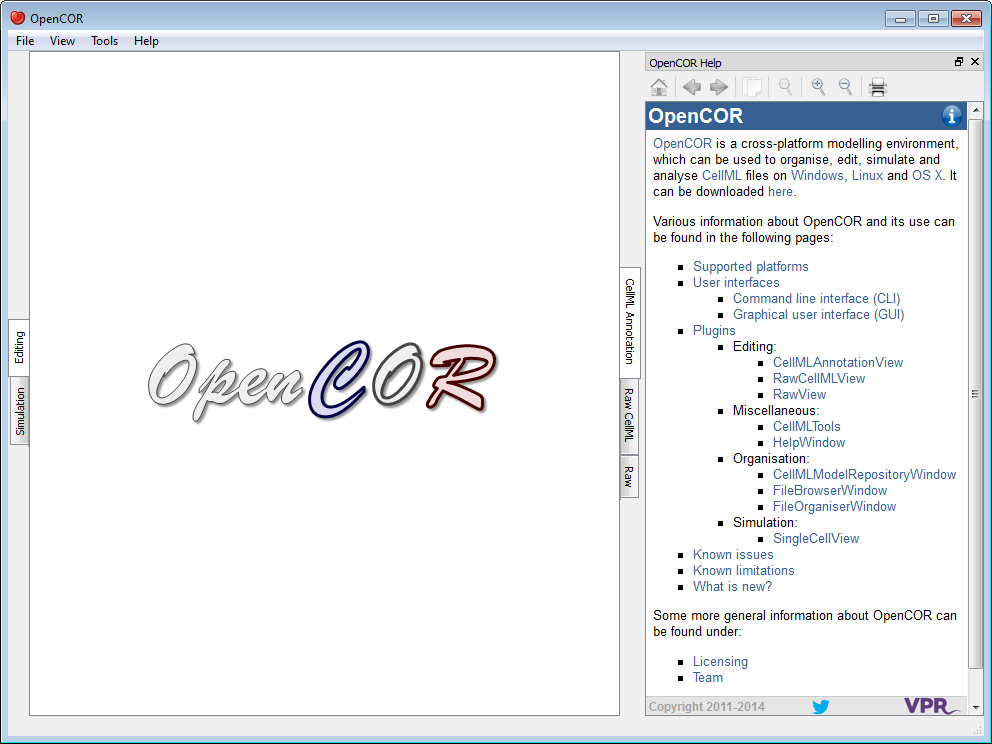 OpenCOR
File View Tools Help
Editing
Simulation
OpenCOR
CellML Annotation
Raw CellML
Raw
OpenCOR Help
OpenCOR
OpenCOR is a cross-platform modelling environment,
which can be used to organise, edit, simulate and
analyse CellML files on Windows, Linux and OS X. It
can be downloaded here.
Various information about OpenCOR and its use can
be found in the following pages:
Supported platforms
User interfaces
Command line interface (CLI)
Graphical user interface (GUI)
Plugins
Editing:
CellMLAnnotationView
RawCellMLView
RawView
Miscellaneous:
CellMLTools
HelpWindow
Organisation:
CellMLModelRepositoryWindow
FileBrowserWindow
FileOrganiserWindow
Simulation:
SingleCellView
Known issues
Known limitations
What is new?
Some more general information about OpenCOR can
be found under:
Licensing
Team
Copyright 2011-2014
VPR